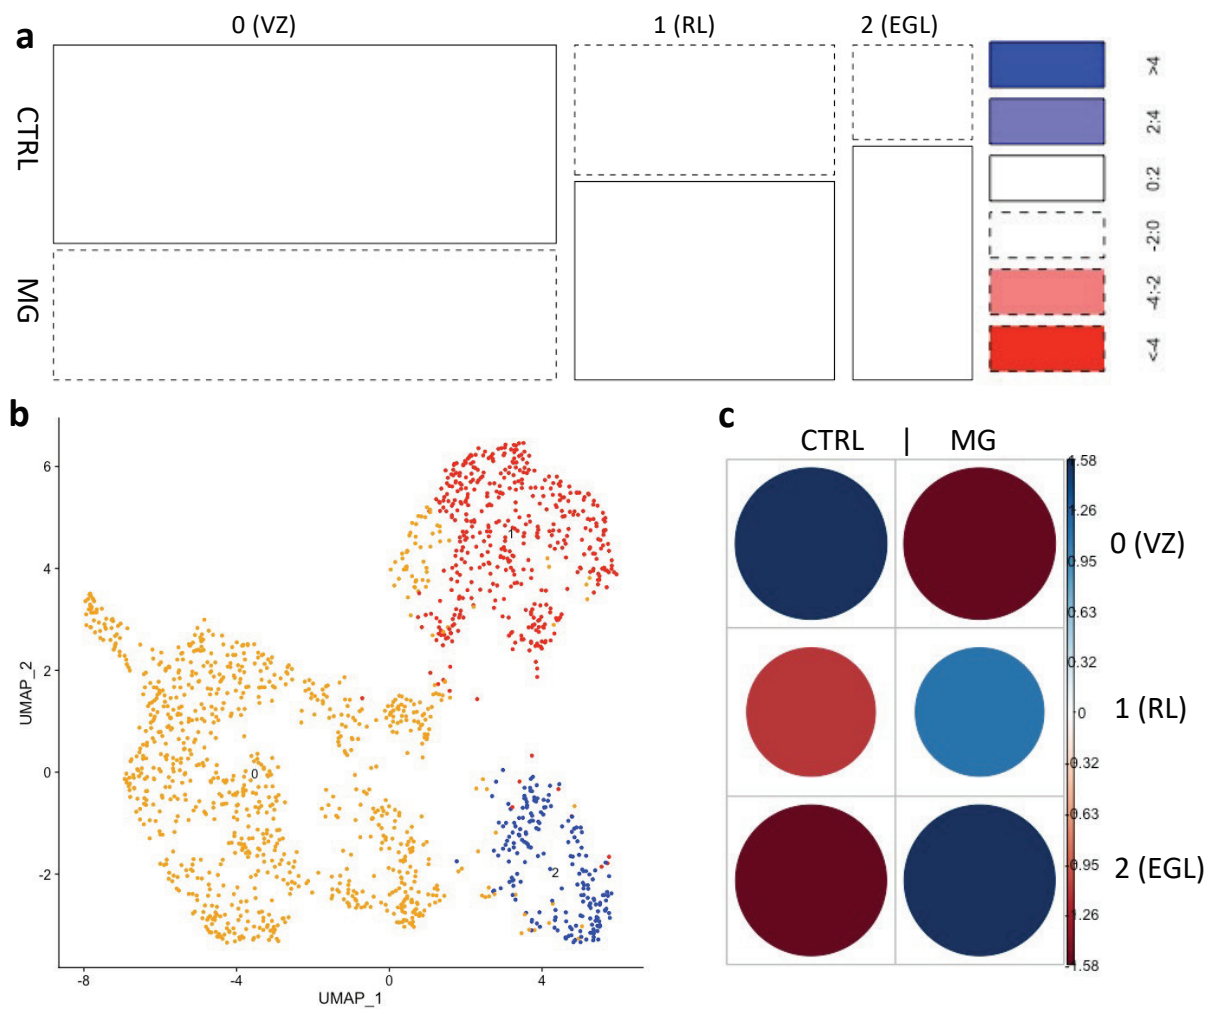 a
0 (VZ)
1 (RL)
2 (EGL)
CTRL
MG
>4
2:4
0:2
-2:0
-4:-2
<-4
b
6
4
2
0
-2
UMAP_2
1
0
2
-8
-4
0
4
UMAP_1
c
CTRL | MG
1.58
1.26
0.95
0.63
0.32
0
-0.32
-0.63
-0.95
-1.26
-1.58
0 (VZ)
1 (RL)
2 (EGL)